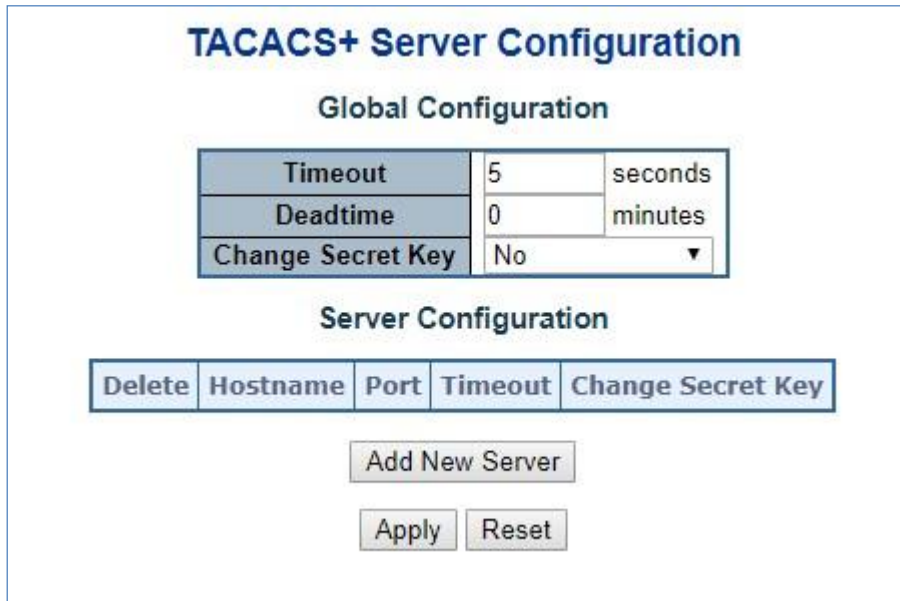 TACACS+ Server Configuration
Global Configuration
Timeout 5 seconds
Deadtime 0 minutes
Change Secret Key No
Server Configuration
Delete Hostname Port Timeout Change Secret Key
Add New Server
Apply Reset